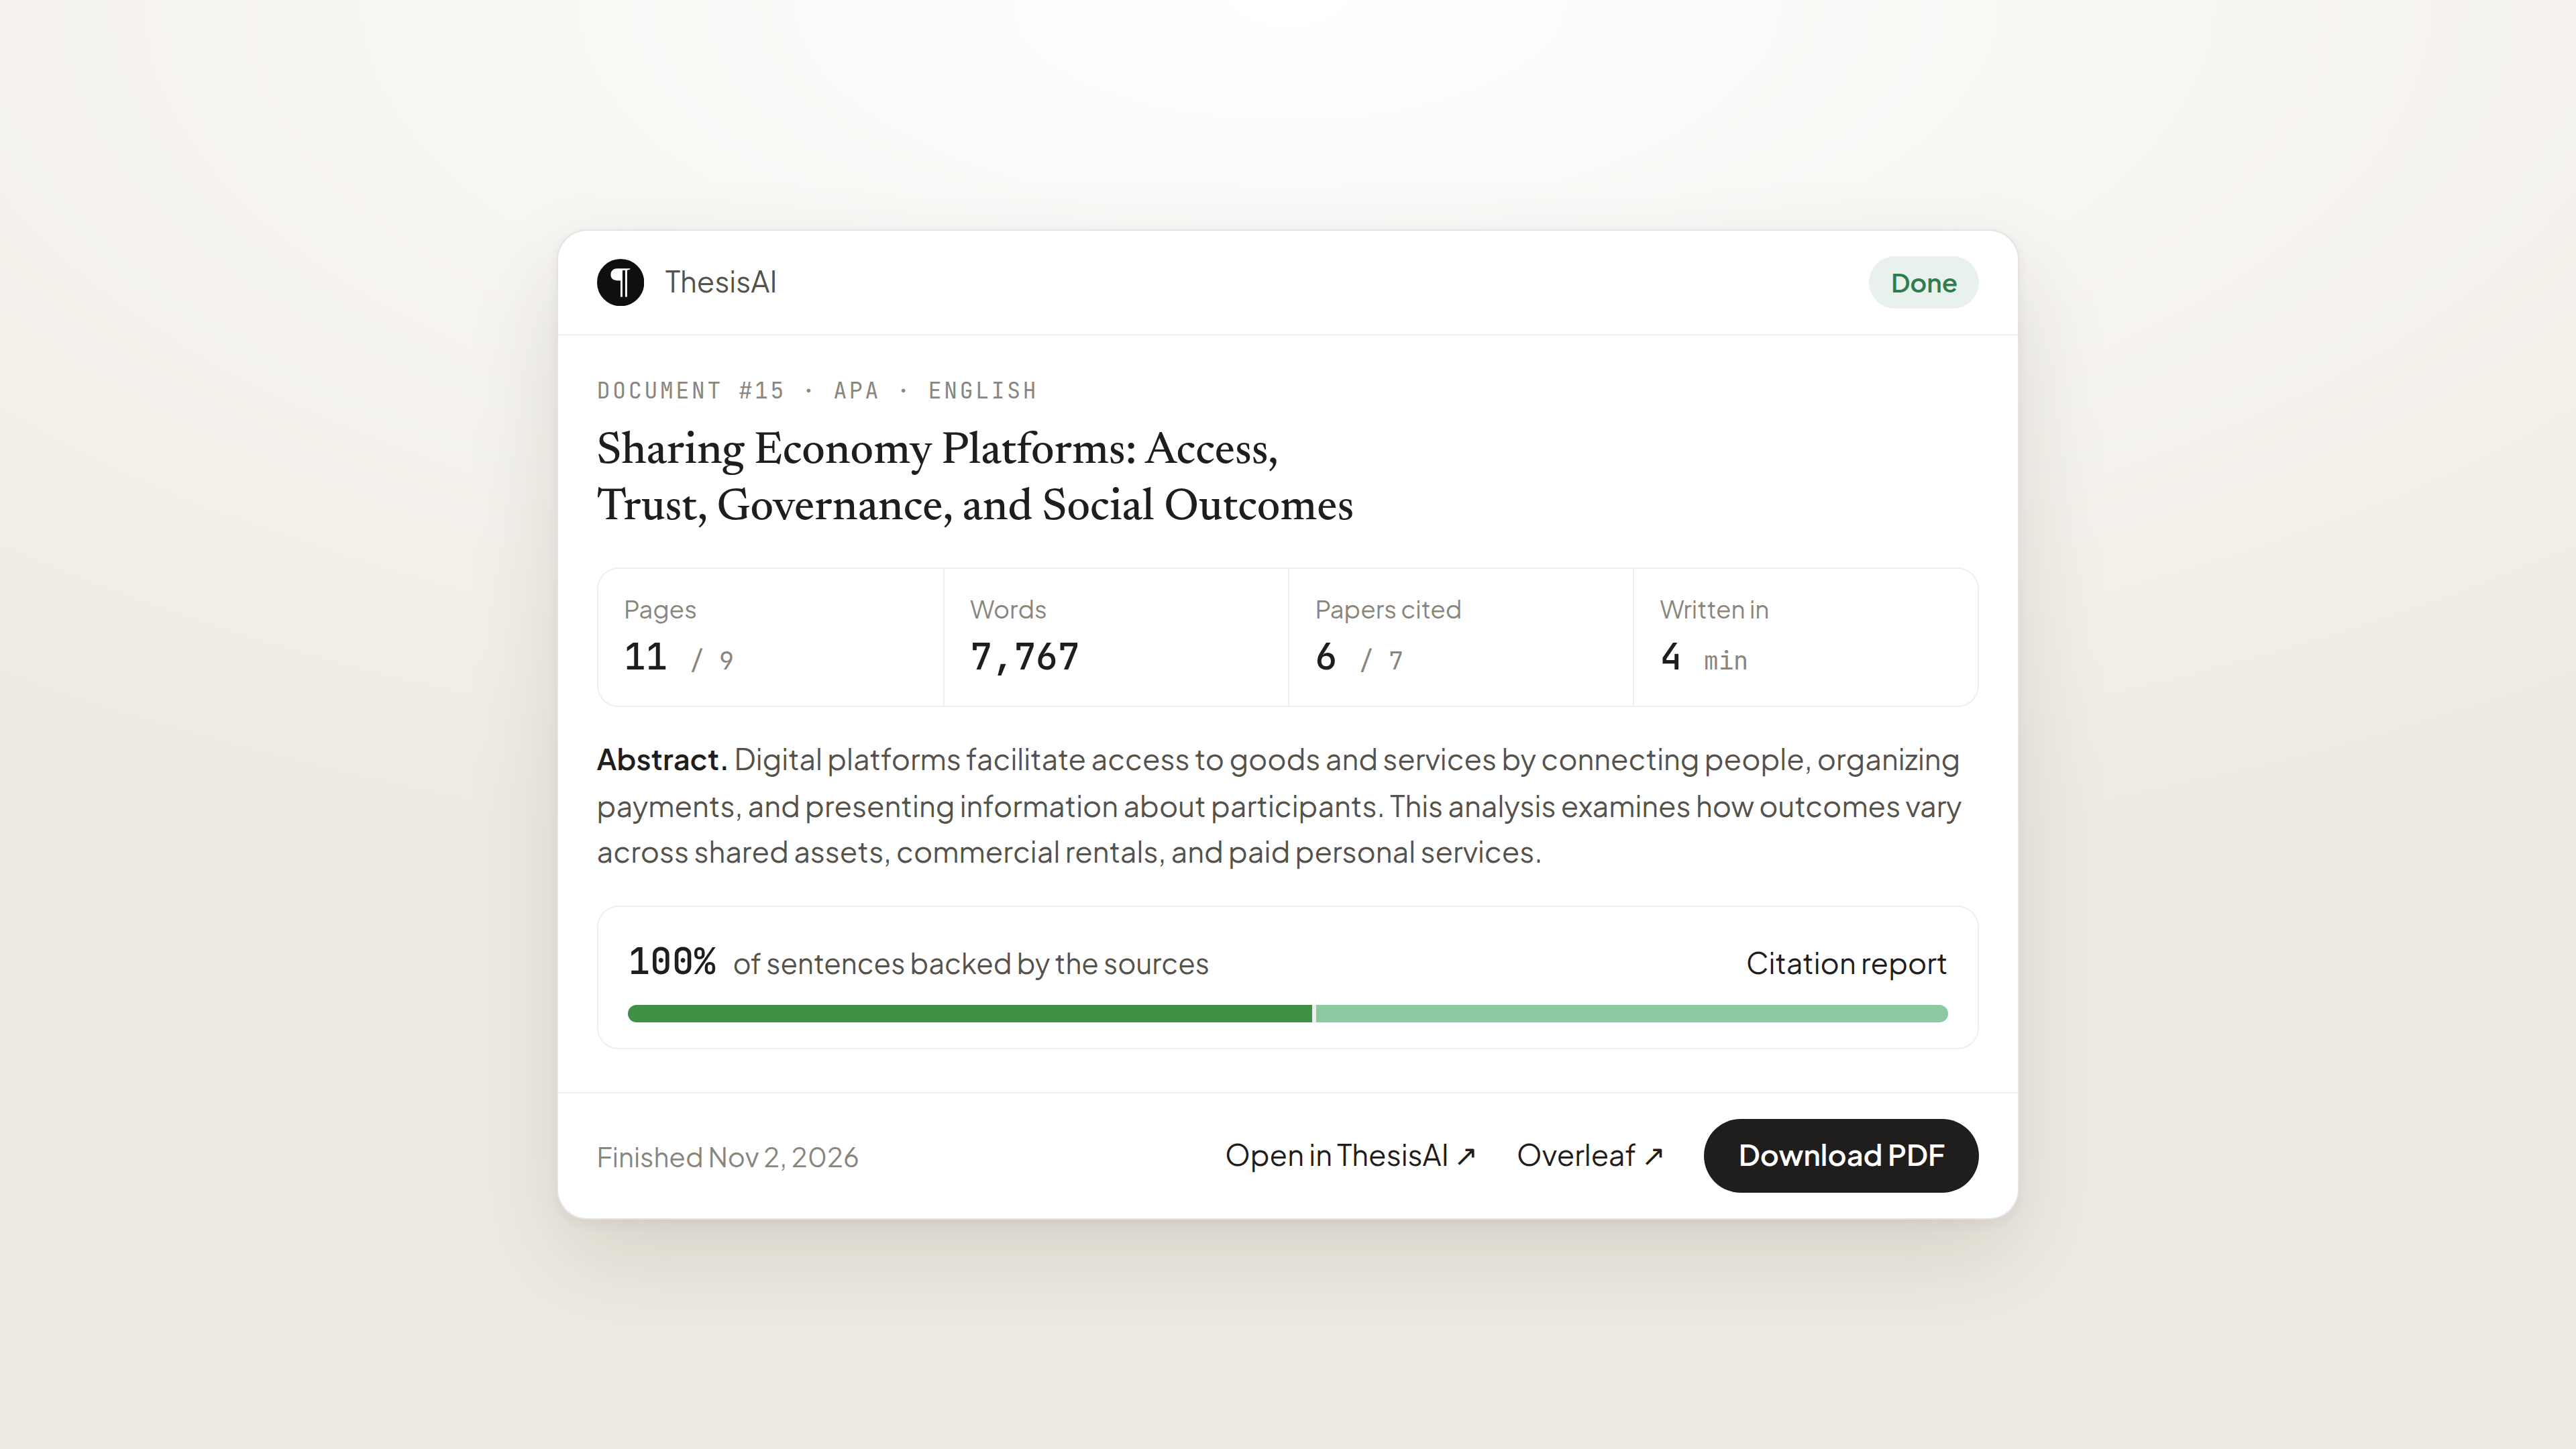 ThesisAI
Done
DOCUMENT #15 · APA · ENGLISH
Sharing Economy Platforms: Access,
Trust, Governance, and Social Outcomes
Pages
11 / 9
Words
7,767
Papers cited
6 / 7
Written in
4 min
Abstract. Digital platforms facilitate access to goods and services by connecting people, organizing
payments, and presenting information about participants. This analysis examines how outcomes vary
across shared assets, commercial rentals, and paid personal services.
100% of sentences backed by the sources
Citation report
Finished Nov 2, 2026
Open in ThesisAI ↗
Overleaf ↗
Download PDF